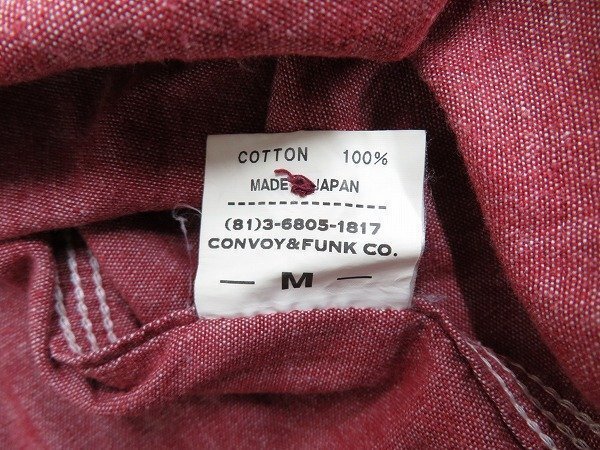 COTTON 100%
MADE JAPAN
(81)3-6805-1817
CONVOY&FUNK CO.
— M —